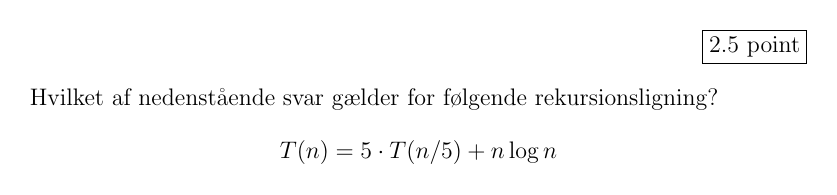 2.5 point
Hvilket af nedenstående svar gælder for følgende rekursionsligning?
T(n) = 5 · T(n/5) + n log n